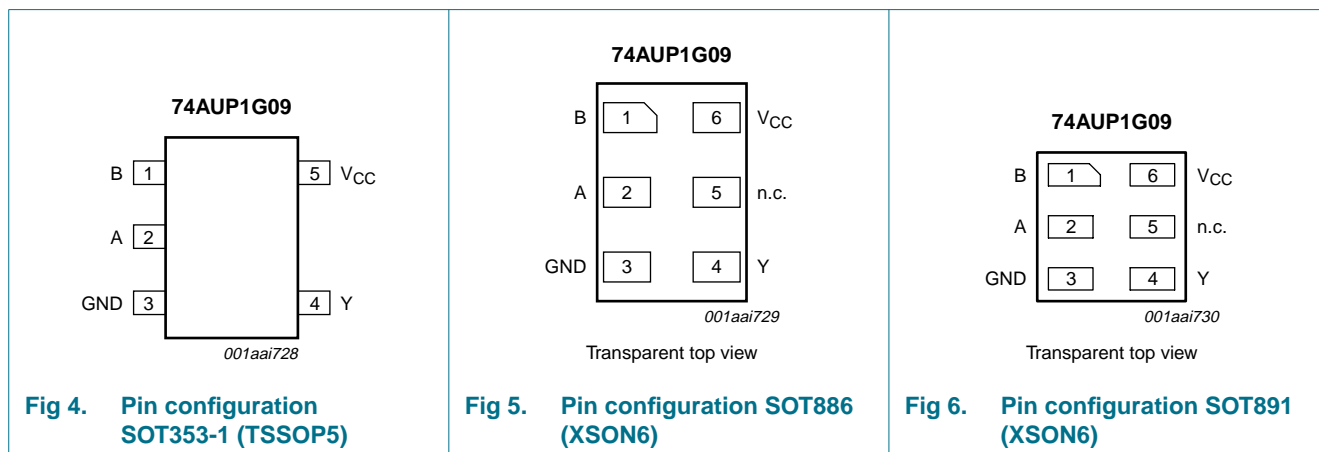 74AUP1G09
B 1 5 VCC
A 2
GND 3 4 Y
001aai728
Fig 4. Pin configuration
SOT353-1 (TSSOP5)
74AUP1G09
B 1 6 VCC
A 2 5 n.c.
GND 3 4 Y
001aai729
Transparent top view
Fig 5. Pin configuration SOT886
(XSON6)
74AUP1G09
B 1 6 VCC
A 2 5 n.c.
GND 3 4 Y
001aai730
Transparent top view
Fig 6. Pin configuration SOT891
(XSON6)